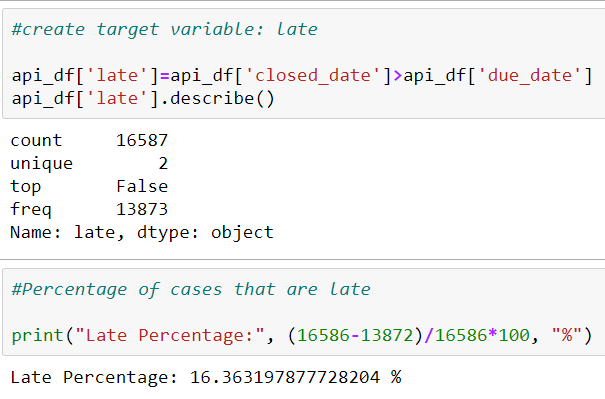 #create target variable: late
api_df['late']=api_df['closed_date']>api_df['due_date']
api_df['late'].describe()
count     16587
unique        2
top       False
freq      13873
Name: late, dtype: object
#Percentage of cases that are late
print("Late Percentage:", (16586-13872)/16586*100, "%")
Late Percentage: 16.363197877728204 %